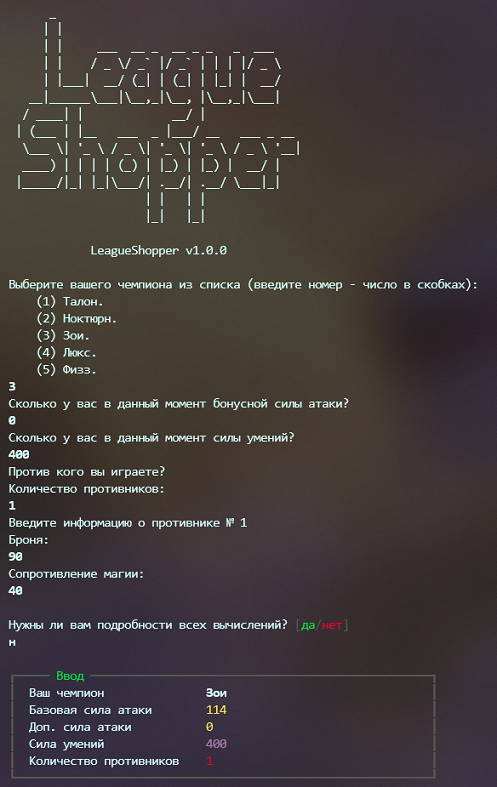 League
Shopper
LeagueShopper v1.0.0
Выберите вашего чемпиона из списка (введите номер - число в скобках):
(1) Талон.
(2) Ноктюрн.
(3) Зои.
(4) Люкс.
(5) Физз.
3
Сколько у вас в данный момент бонусной силы атаки?
0
Сколько у вас в данный момент силы умений?
400
Против кого вы играете?
Количество противников:
1
Введите информацию о противнике № 1
Броня:
90
Сопротивление магии:
40
Нужны ли вам подробности всех вычислений? [да/нет]
н
Ввод
Ваш чемпион Зои
Базовая сила атаки 114
Доп. сила атаки 0
Сила умений 400
Количество противников 1